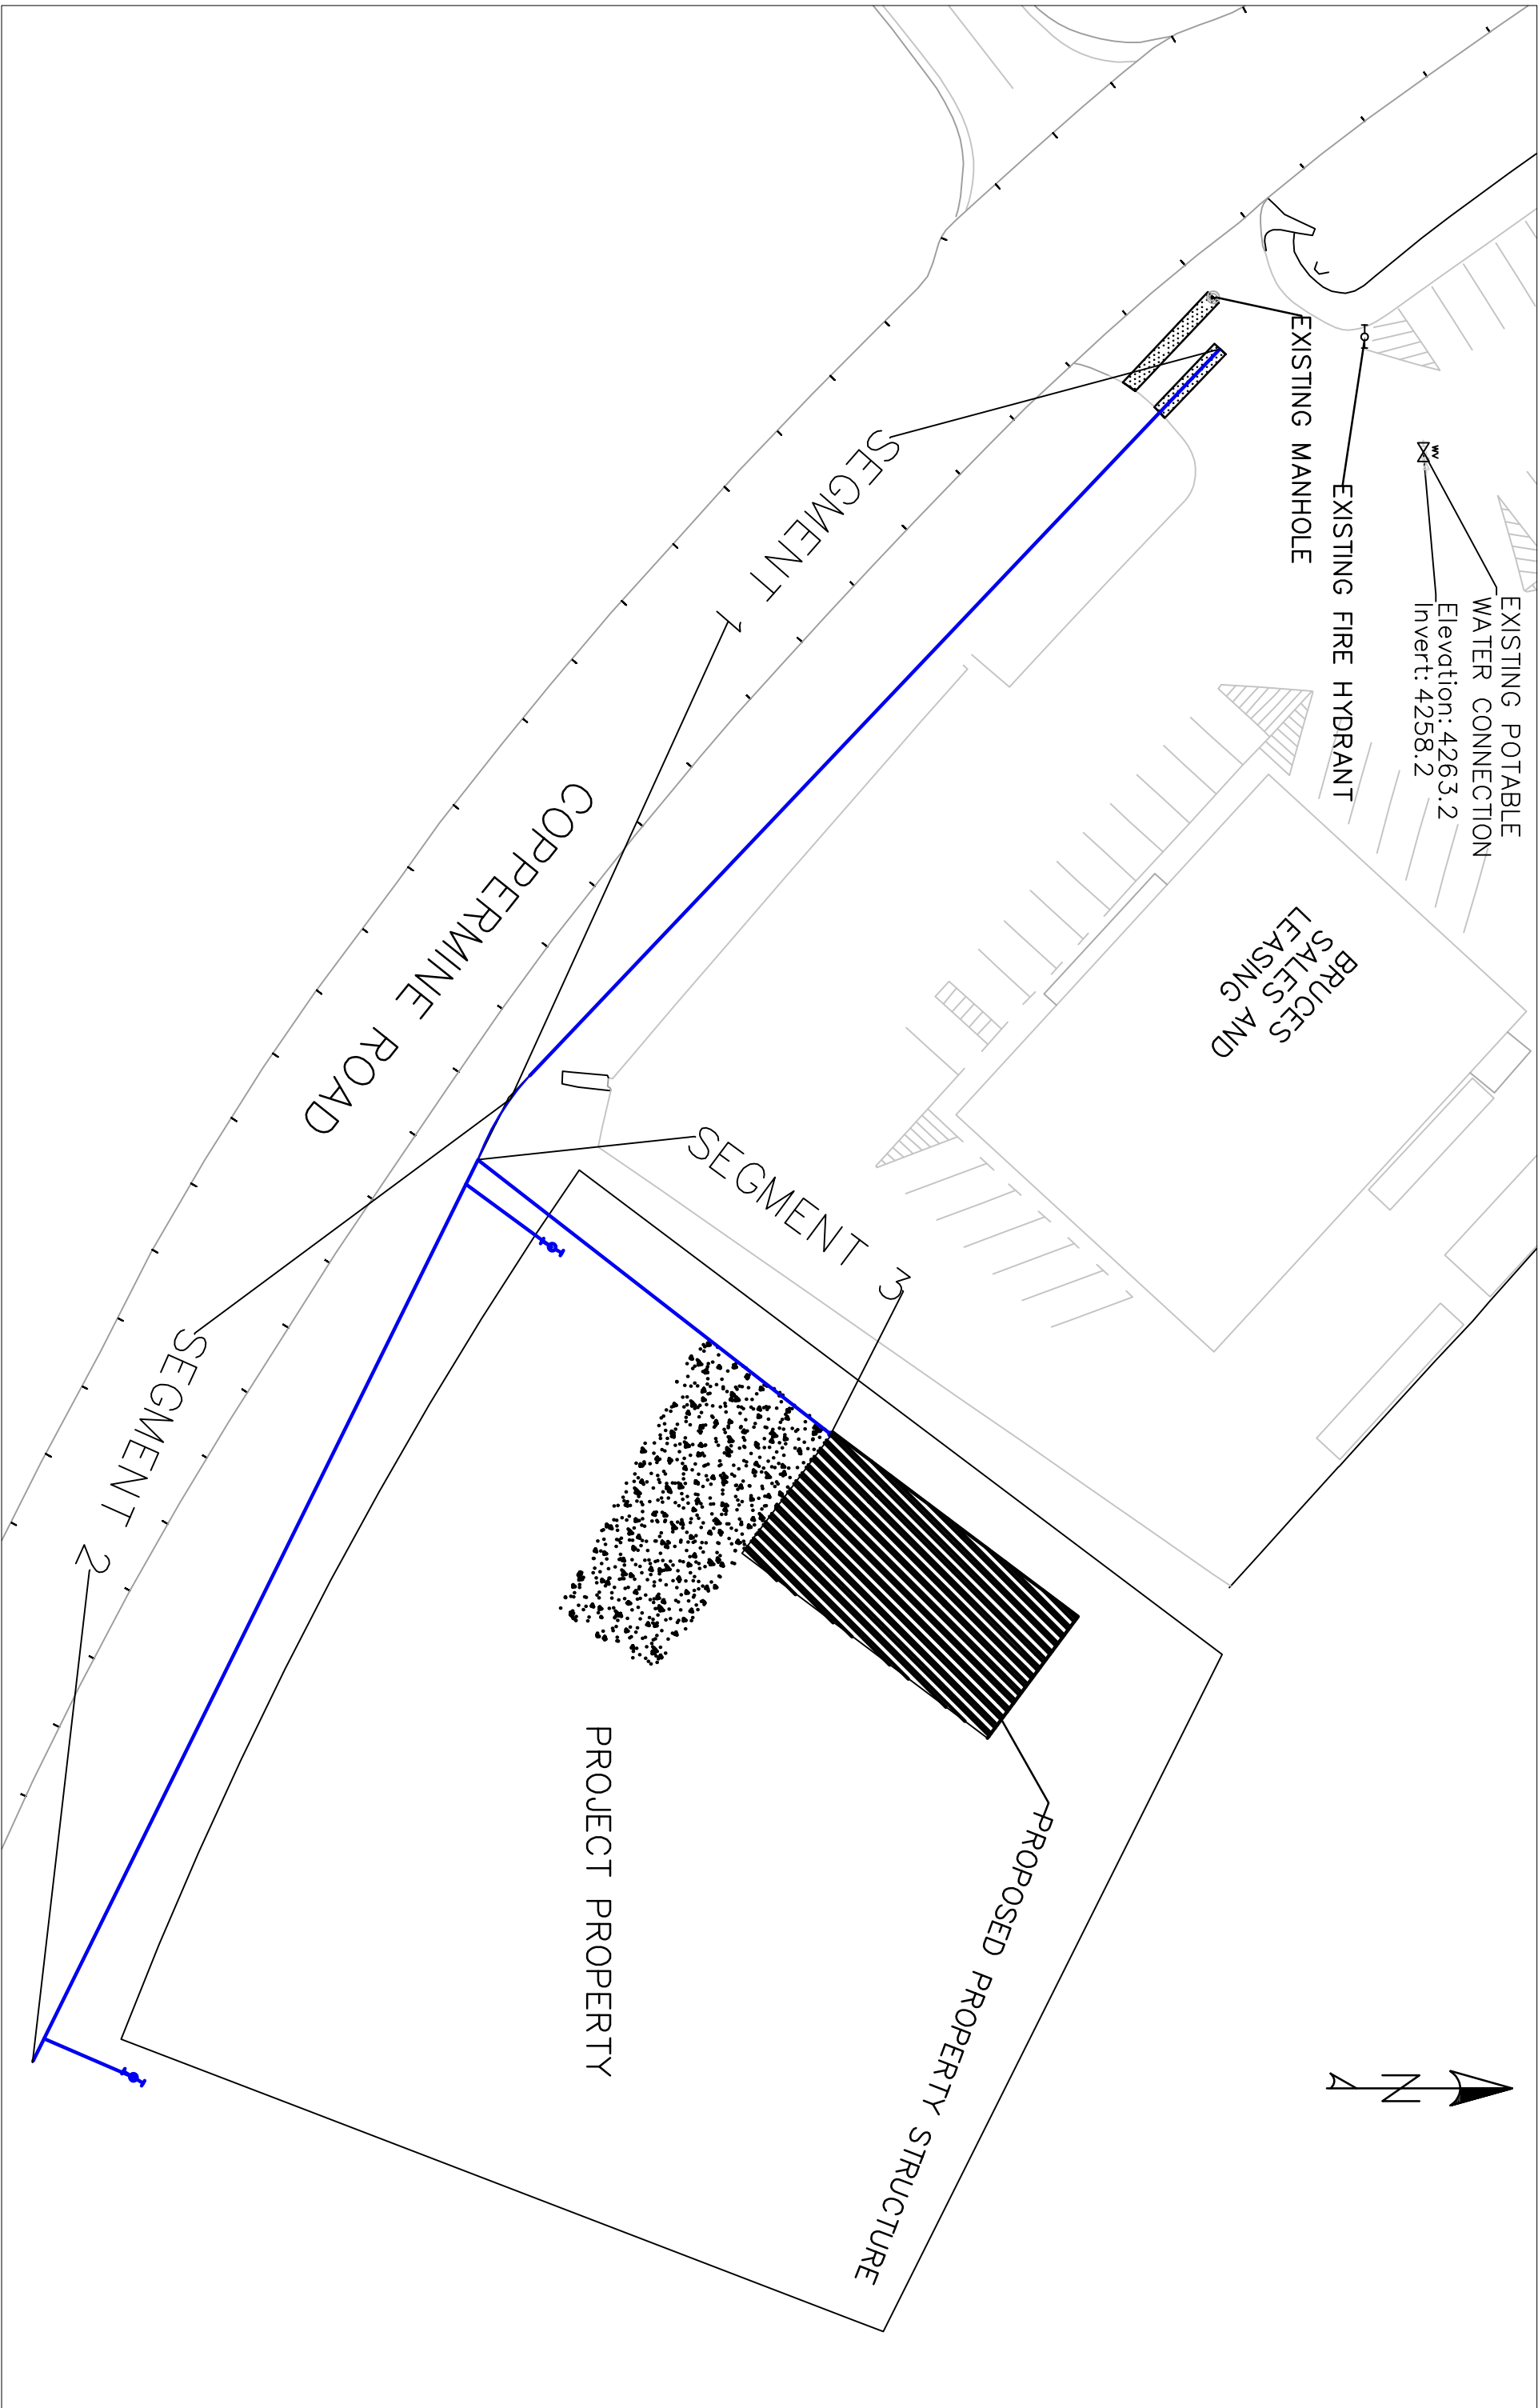 EXISTING POTABLE
WATER CONNECTION
Elevation: 4263.2
Invert: 4258.2
WV
EXISTING FIRE HYDRANT
EXISTING MANHOLE
BRUCES
SALES
LEASING AND
SEGMENT 1
COPPERMINE ROAD
SEGMENT 3
SEGMENT 2
PROPOSED PROPERTY STRUCTURE
PROJECT PROPERTY
N